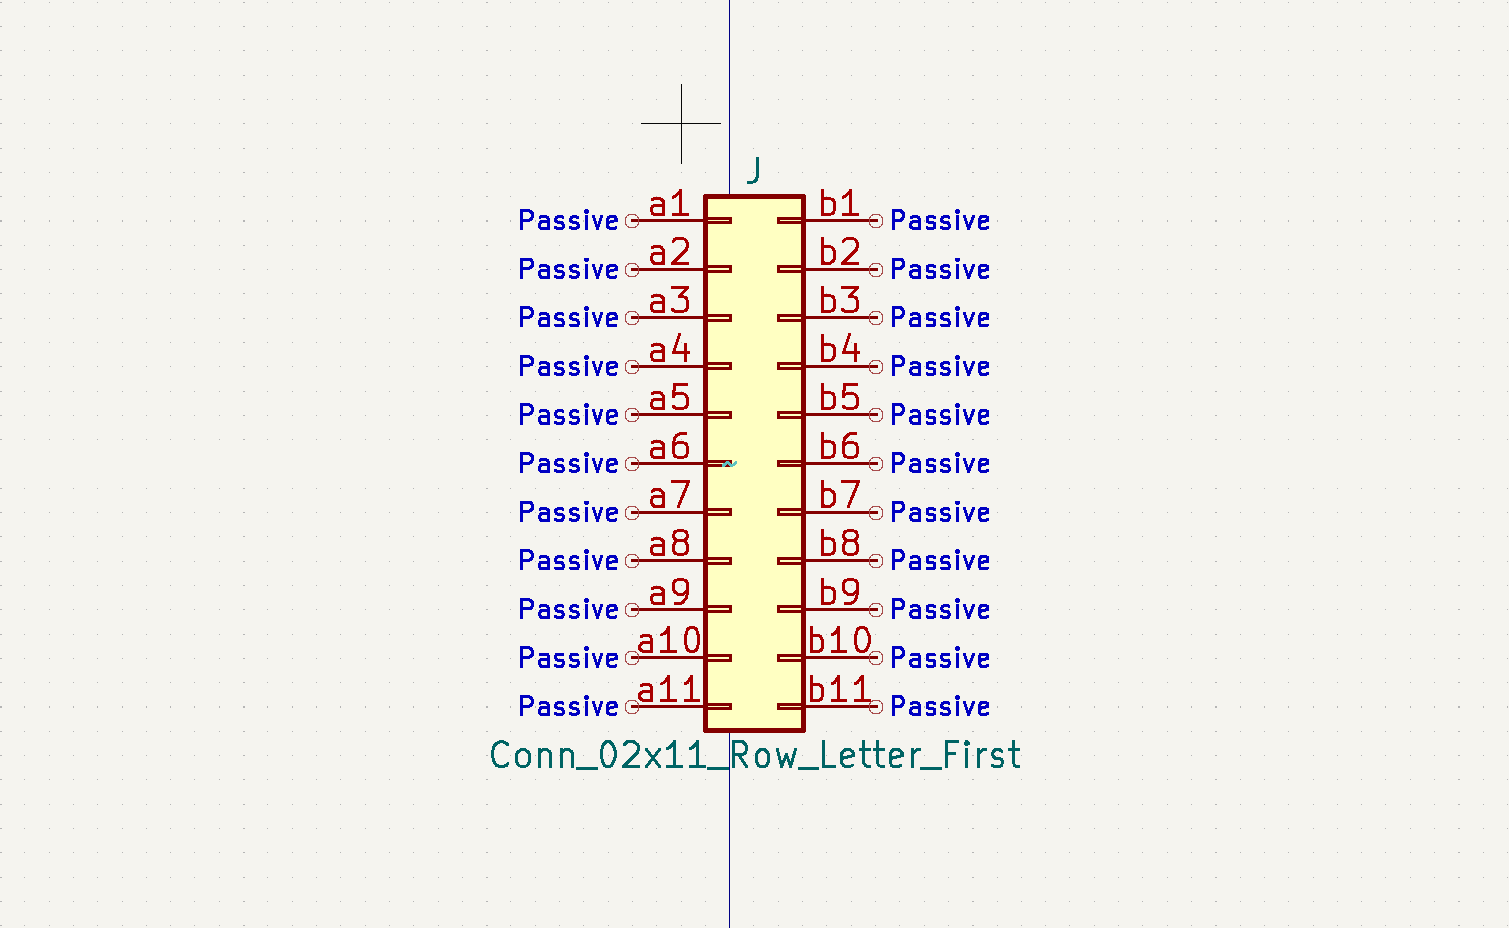 J
Passive a1 b1 Passive
Passive a2 b2 Passive
Passive a3 b3 Passive
Passive a4 b4 Passive
Passive a5 b5 Passive
Passive a6 b6 Passive
Passive a7 b7 Passive
Passive a8 b8 Passive
Passive a9 b9 Passive
Passive a10 b10 Passive
Passive a11 b11 Passive
Conn_02x11_Row_Letter_First